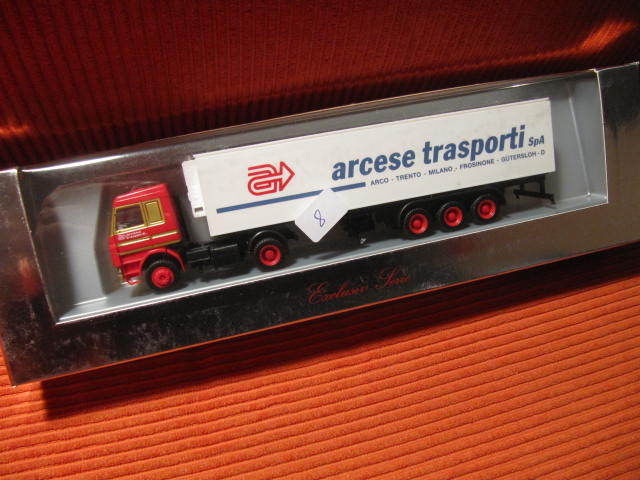 arcese trasporti SpA
ARCO - TRENTO - MILANO - FROSINONE - GÜTERSLOH - D
8
Exclusiv Serie